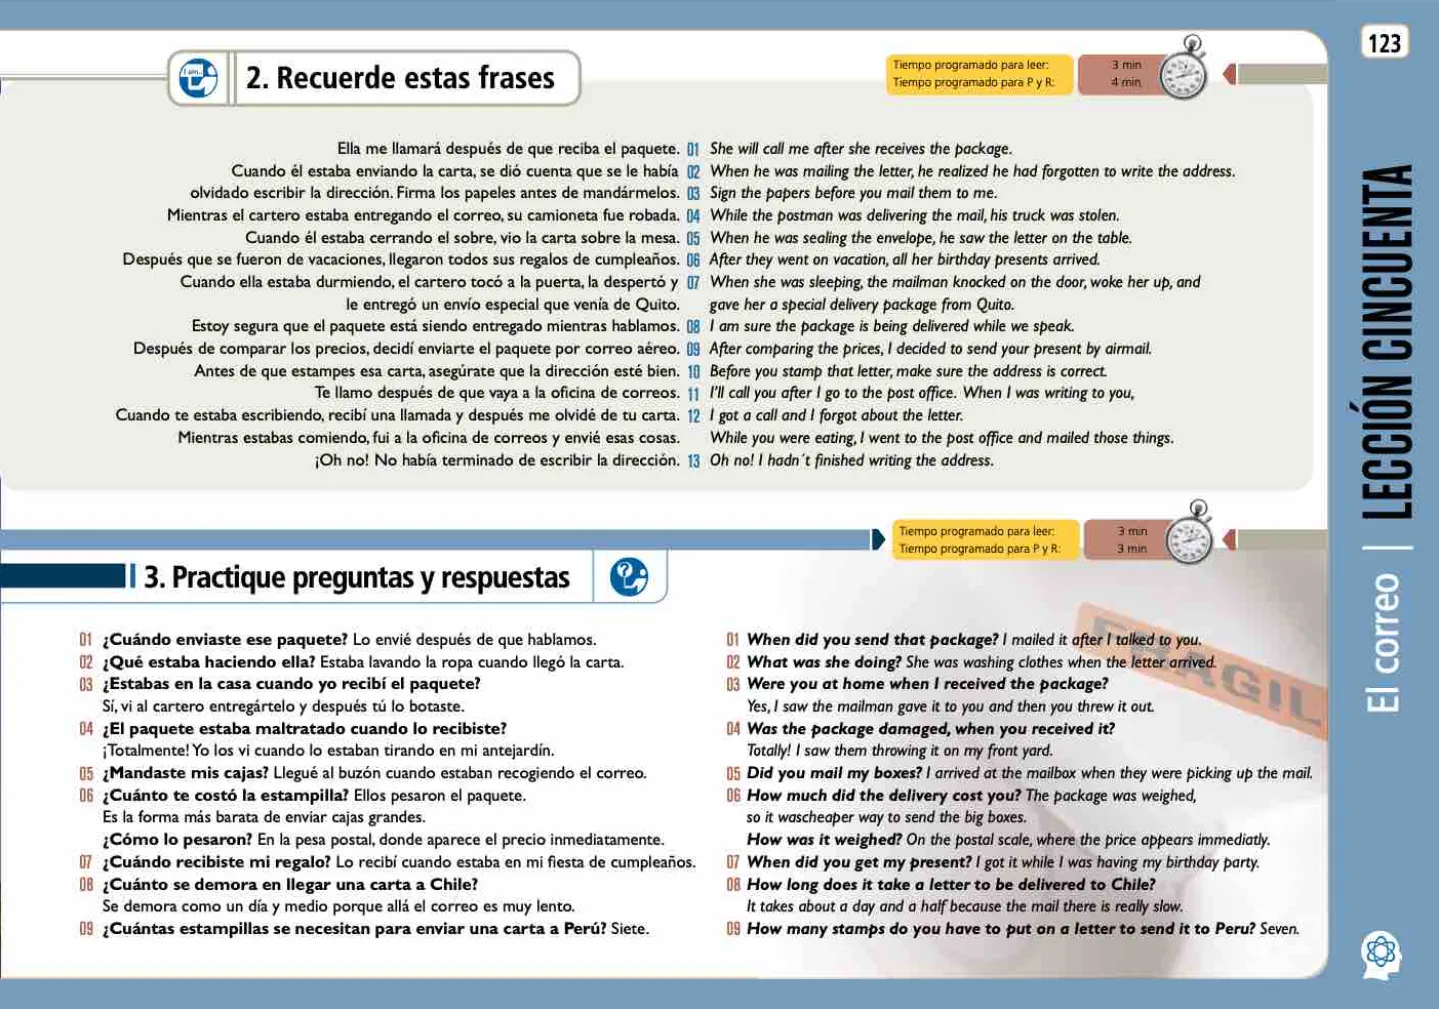 123
I am...
2. Recuerde estas frases
Tiempo programado para leer: 3 min
Tiempo programado para P y R: 4 min
Ella me llamará después de que reciba el paquete. 01 She will call me after she receives the package.
Cuando él estaba enviando la carta, se dió cuenta que se le había 02 When he was mailing the letter, he realized he had forgotten to write the address.
olvidado escribir la dirección. Firma los papeles antes de mandármelos. 03 Sign the papers before you mail them to me.
Mientras el cartero estaba entregando el correo, su camioneta fue robada. 04 While the postman was delivering the mail, his truck was stolen.
Cuando él estaba cerrando el sobre, vio la carta sobre la mesa. 05 When he was sealing the envelope, he saw the letter on the table.
Después que se fueron de vacaciones, llegaron todos sus regalos de cumpleaños. 06 After they went on vacation, all her birthday presents arrived.
Cuando ella estaba durmiendo, el cartero tocó a la puerta, la despertó y 07 When she was sleeping, the mailman knocked on the door, woke her up, and
le entregó un envío especial que venía de Quito. gave her a special delivery package from Quito.
Estoy segura que el paquete está siendo entregado mientras hablamos. 08 I am sure the package is being delivered while we speak.
Después de comparar los precios, decidí enviarte el paquete por correo aéreo. 09 After comparing the prices, I decided to send your present by airmail.
Antes de que estampes esa carta, asegúrate que la dirección esté bien. 10 Before you stamp that letter, make sure the address is correct.
Te llamo después de que vaya a la oficina de correos. 11 I'll call you after I go to the post office. When I was writing to you,
Cuando te estaba escribiendo, recibí una llamada y después me olvidé de tu carta. 12 I got a call and I forgot about the letter.
Mientras estabas comiendo, fui a la oficina de correos y envié esas cosas. While you were eating, I went to the post office and mailed those things.
¡Oh no! No había terminado de escribir la dirección. 13 Oh no! I hadn´t finished writing the address.
Tiempo programado para leer: 3 min
Tiempo programado para P y R: 3 min
3. Practique preguntas y respuestas
?
01 ¿Cuándo enviaste ese paquete? Lo envié después de que hablamos.
02 ¿Qué estaba haciendo ella? Estaba lavando la ropa cuando llegó la carta.
03 ¿Estabas en la casa cuando yo recibí el paquete?
Sí, vi al cartero entregártelo y después tú lo botaste.
04 ¿El paquete estaba maltratado cuando lo recibiste?
¡Totalmente! Yo los vi cuando lo estaban tirando en mi antejardín.
05 ¿Mandaste mis cajas? Llegué al buzón cuando estaban recogiendo el correo.
06 ¿Cuánto te costó la estampilla? Ellos pesaron el paquete.
Es la forma más barata de enviar cajas grandes.
¿Cómo lo pesaron? En la pesa postal, donde aparece el precio inmediatamente.
07 ¿Cuándo recibiste mi regalo? Lo recibí cuando estaba en mi fiesta de cumpleaños.
08 ¿Cuánto se demora en llegar una carta a Chile?
Se demora como un día y medio porque allá el correo es muy lento.
09 ¿Cuántas estampillas se necesitan para enviar una carta a Perú? Siete.
01 When did you send that package? I mailed it after I talked to you.
02 What was she doing? She was washing clothes when the letter arrived.
03 Were you at home when I received the package?
Yes, I saw the mailman gave it to you and then you threw it out.
04 Was the package damaged, when you received it?
Totally! I saw them throwing it on my front yard.
05 Did you mail my boxes? I arrived at the mailbox when they were picking up the mail.
06 How much did the delivery cost you? The package was weighed,
so it wascheaper way to send the big boxes.
How was it weighed? On the postal scale, where the price appears immediatly.
07 When did you get my present? I got it while I was having my birthday party.
08 How long does it take a letter to be delivered to Chile?
It takes about a day and a half because the mail there is really slow.
09 How many stamps do you have to put on a letter to send it to Peru? Seven.
FRAGIL
El correo | LECCIÓN CINCUENTA